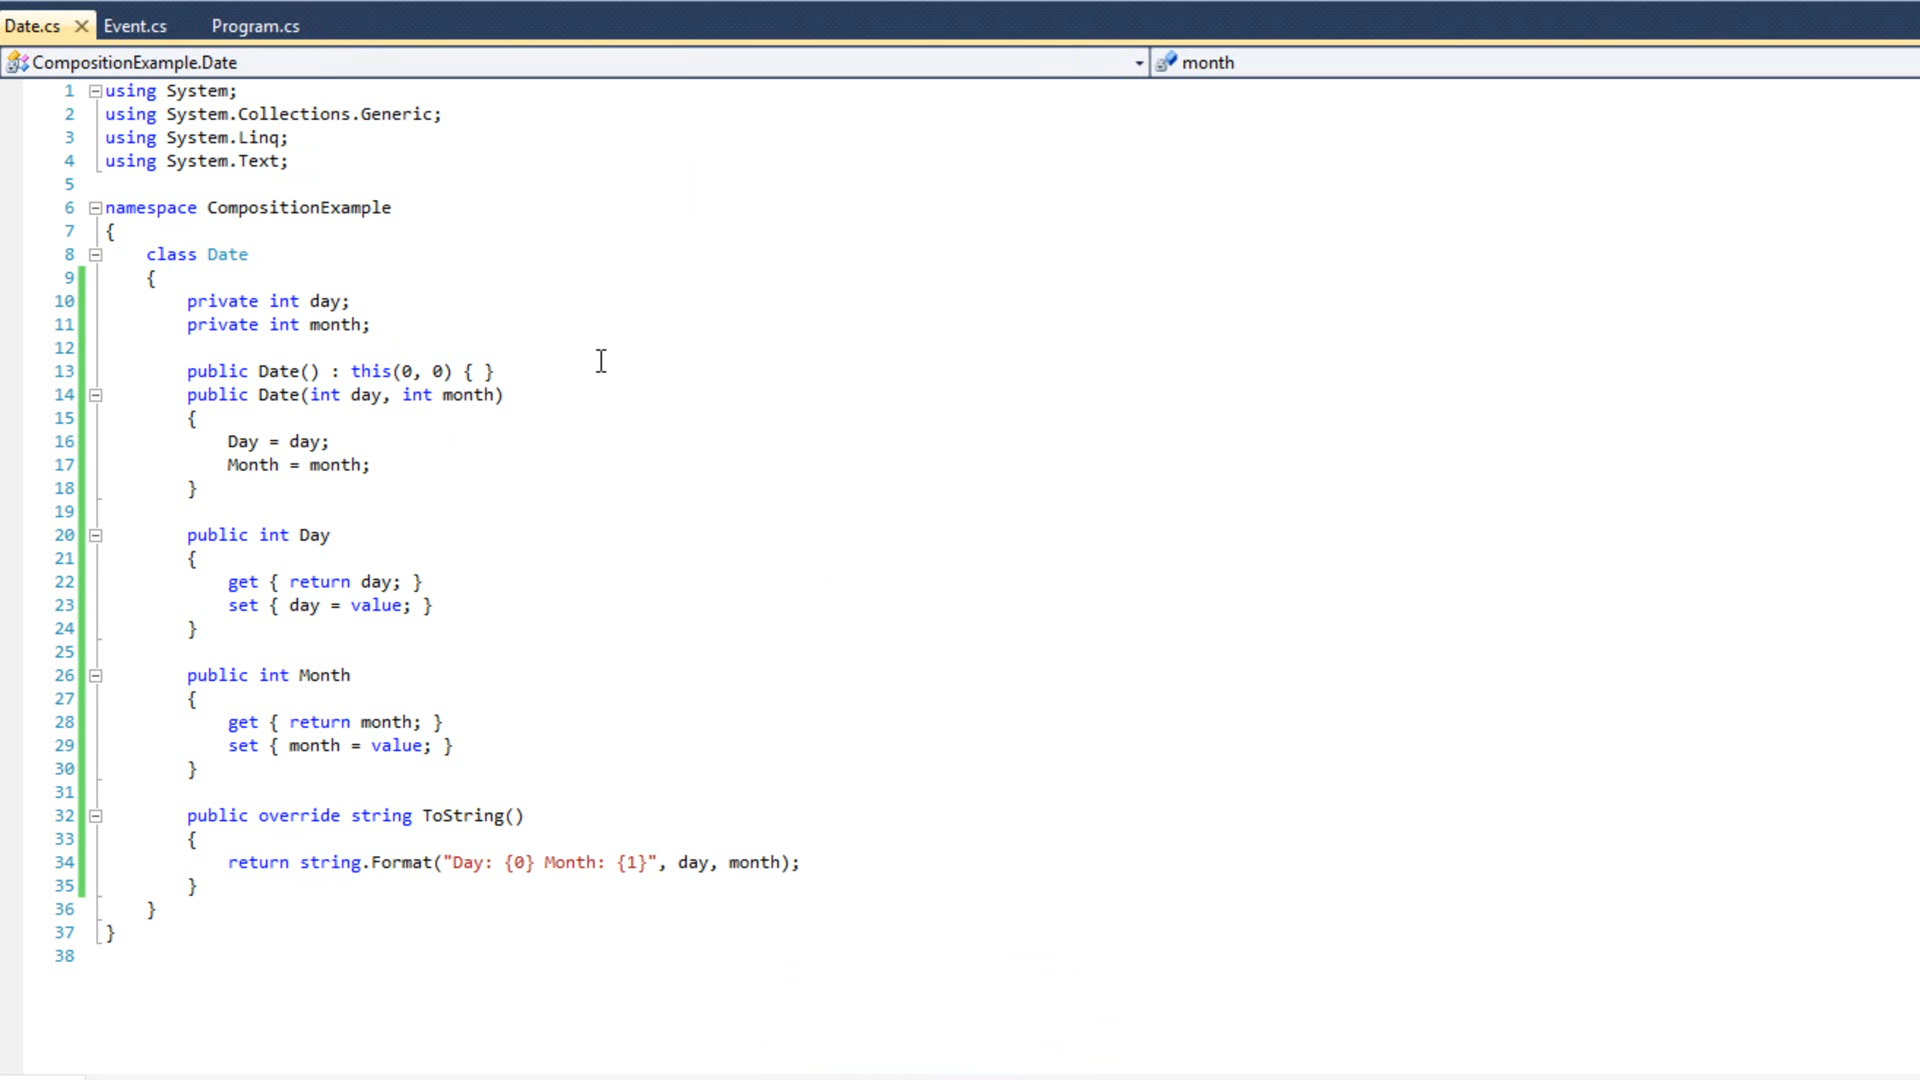 Date.cs Event.cs Program.cs
CompositionExample.Date month
1 using System;
2 using System.Collections.Generic;
3 using System.Linq;
4 using System.Text;
5
6 namespace CompositionExample
7 {
8 class Date
9 {
10 private int day;
11 private int month;
12
13 public Date() : this(0, 0) { }
14 public Date(int day, int month)
15 {
16 Day = day;
17 Month = month;
18 }
19
20 public int Day
21 {
22 get { return day; }
23 set { day = value; }
24 }
25
26 public int Month
27 {
28 get { return month; }
29 set { month = value; }
30 }
31
32 public override string ToString()
33 {
34 return string.Format("Day: {0} Month: {1}", day, month);
35 }
36 }
37 }
38